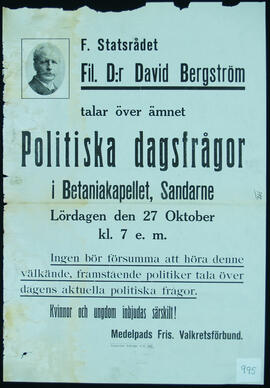 F. Statsrådet
Fil. D:r David Bergström
talar över ämnet
Politiska dagsfrågor
i Betaniakapellet, Sandarne
Lördagen den 27 Oktober
kl. 7 e. m.
Ingen bör försumma att höra denne
välkände, framstående politiker tala över
dagens aktuella politiska frågor.
Kvinnor och ungdom inbjudas särskilt!
Medelpads Fris. Valkretsförbund.
995